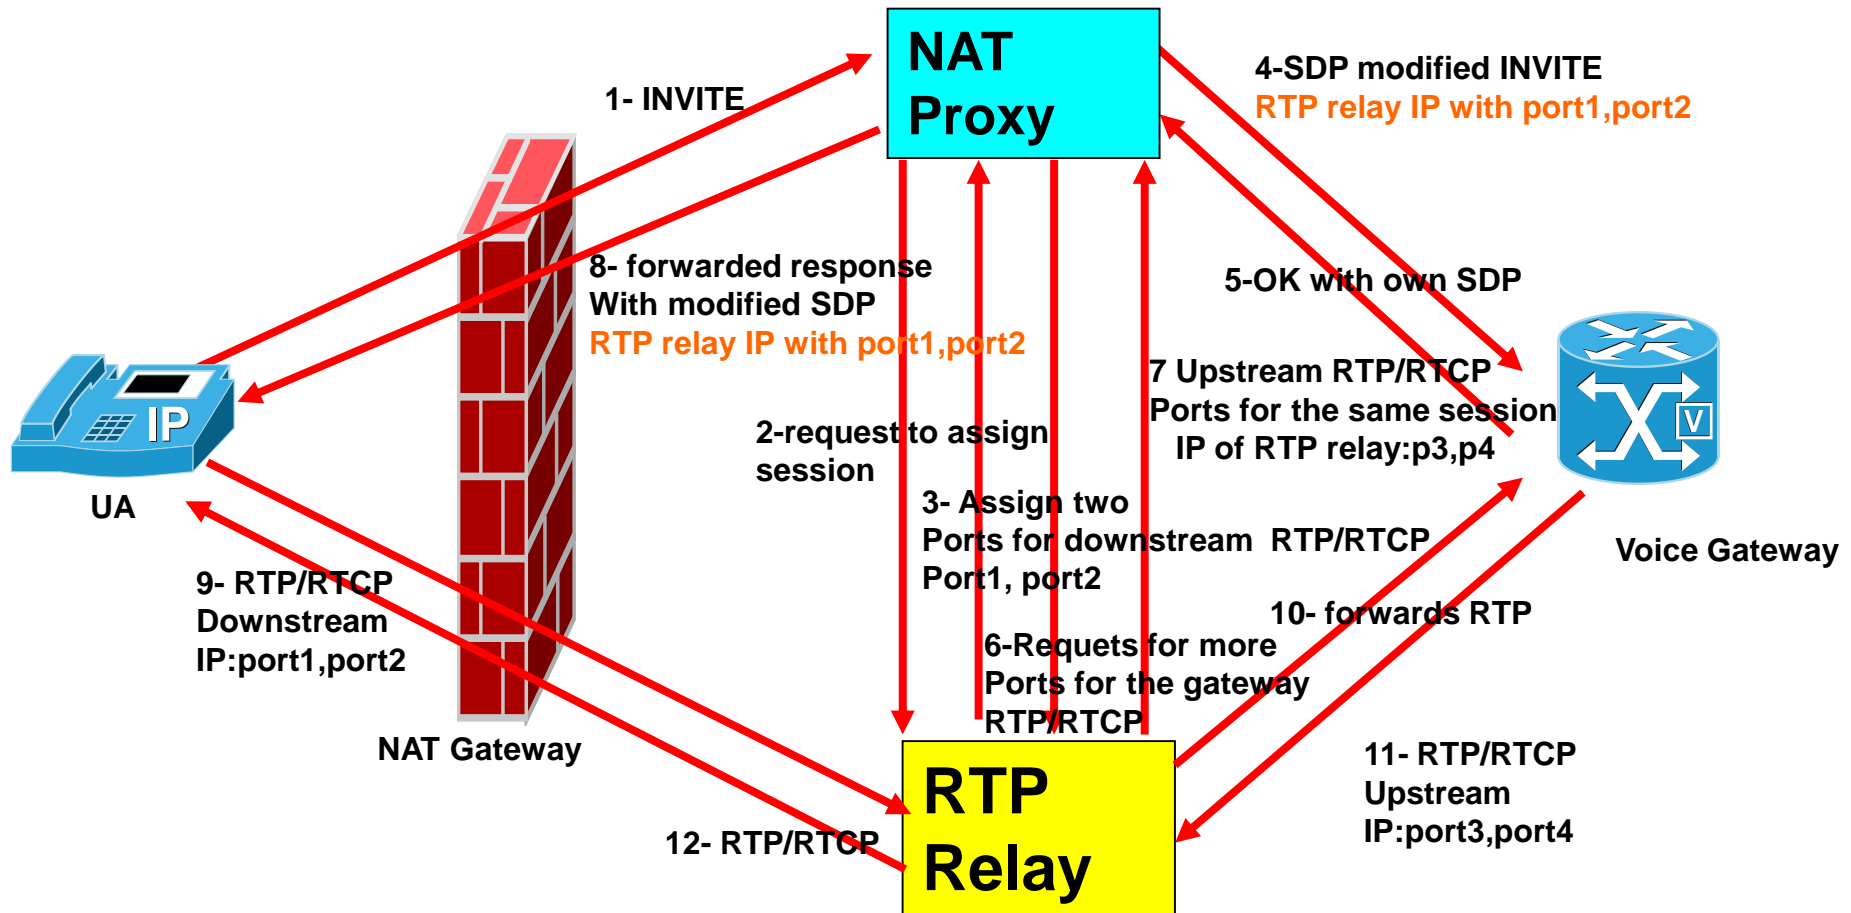 NAT
Proxy
4-SDP modified INVITE
RTP relay IP with port1,port2
1- INVITE
8- forwarded response
With modified SDP
RTP relay IP with port1,port2
5-OK with own SDP
7 Upstream RTP/RTCP
Ports for the same session
IP of RTP relay:p3,p4
IP
V
UA
2-request to assign
session
3- Assign two
Ports for downstream RTP/RTCP
Port1, port2
Voice Gateway
9- RTP/RTCP
Downstream
IP:port1,port2
10- forwards RTP
6-Requets for more
Ports for the gateway
RTP/RTCP
NAT Gateway
11- RTP/RTCP
Upstream
IP:port3,port4
RTP
Relay
12- RTP/RTCP